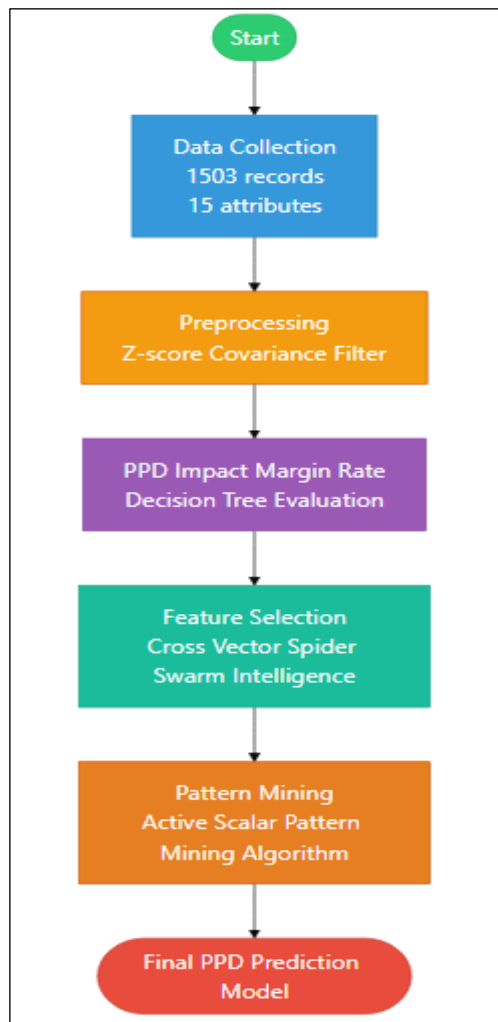 Start
Data Collection
1503 records
15 attributes
Preprocessing
Z-score Covariance Filter
PPD Impact Margin Rate
Decision Tree Evaluation
Feature Selection
Cross Vector Spider
Swarm Intelligence
Pattern Mining
Active Scalar Pattern
Mining Algorithm
Final PPD Prediction
Model